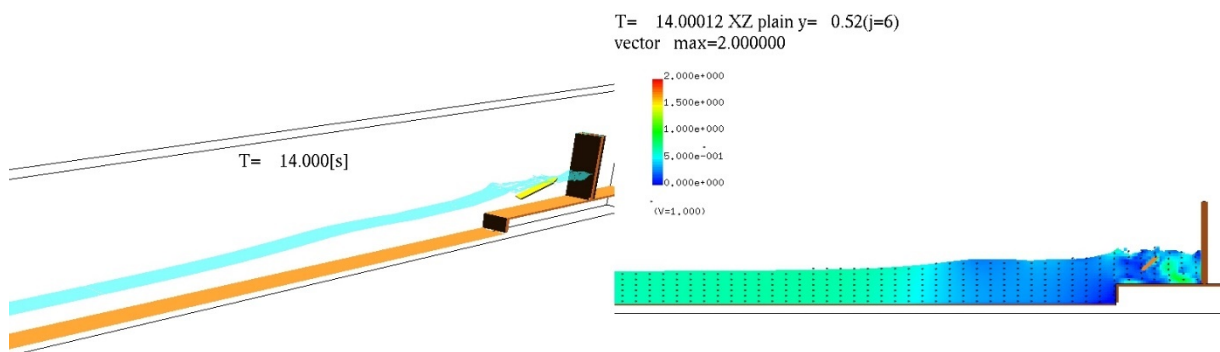 T= 14.000[s]
T= 14.00012 XZ plain y= 0.52(j=6)
vector max=2.000000
2.000e+000
1.500e+000
1.000e+000
5.000e-001
0.000e+000
(V=1.000)